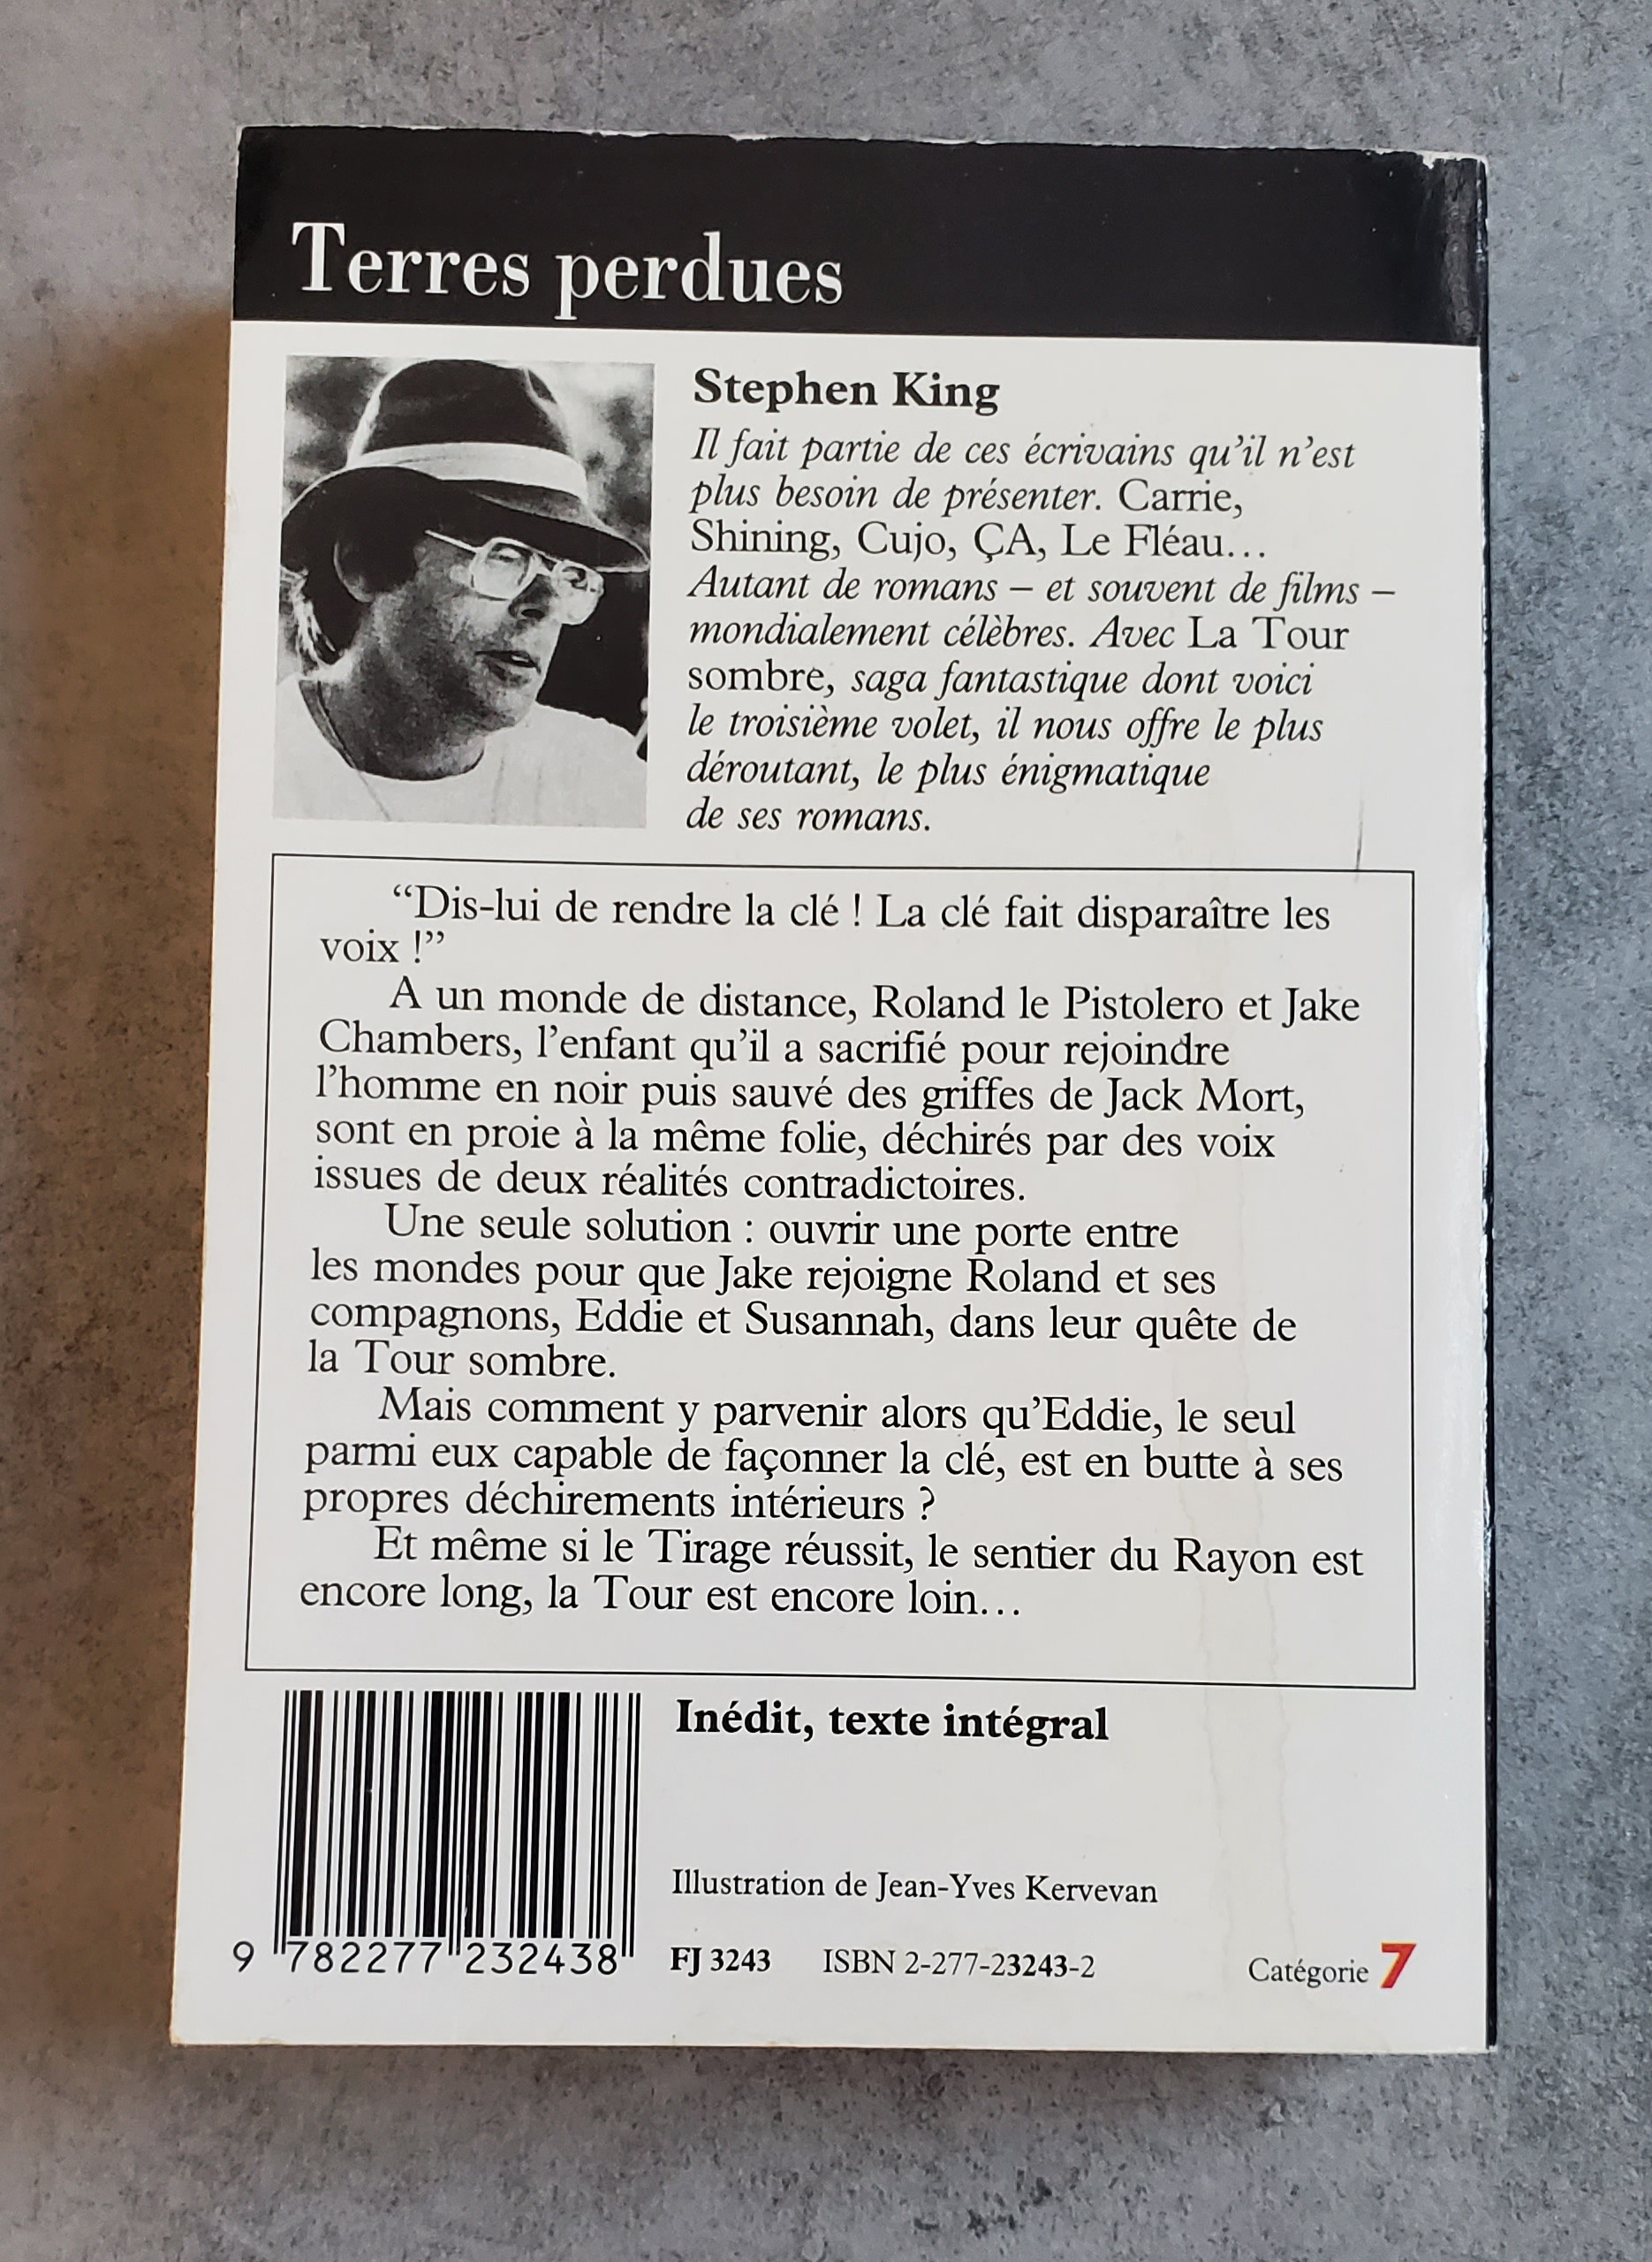 Terres perdues
Stephen King
Il fait partie de ces écrivains qu'il n'est
plus besoin de présenter. Carrie,
Shining, Cujo, ÇA, Le Fléau…
Autant de romans – et souvent de films –
mondialement célèbres. Avec La Tour
sombre, saga fantastique dont voici
le troisième volet, il nous offre le plus
déroutant, le plus énigmatique
de ses romans.
“Dis-lui de rendre la clé ! La clé fait disparaître les
voix !”
A un monde de distance, Roland le Pistolero et Jake
Chambers, l'enfant qu'il a sacrifié pour rejoindre
l'homme en noir puis sauvé des griffes de Jack Mort,
sont en proie à la même folie, déchirés par des voix
issues de deux réalités contradictoires.
Une seule solution : ouvrir une porte entre
les mondes pour que Jake rejoigne Roland et ses
compagnons, Eddie et Susannah, dans leur quête de
la Tour sombre.
Mais comment y parvenir alors qu'Eddie, le seul
parmi eux capable de façonner la clé, est en butte à ses
propres déchirements intérieurs ?
Et même si le Tirage réussit, le sentier du Rayon est
encore long, la Tour est encore loin…
Inédit, texte intégral
Illustration de Jean-Yves Kervevan
9 782277 232438
FJ 3243 ISBN 2-277-23243-2
Catégorie 7